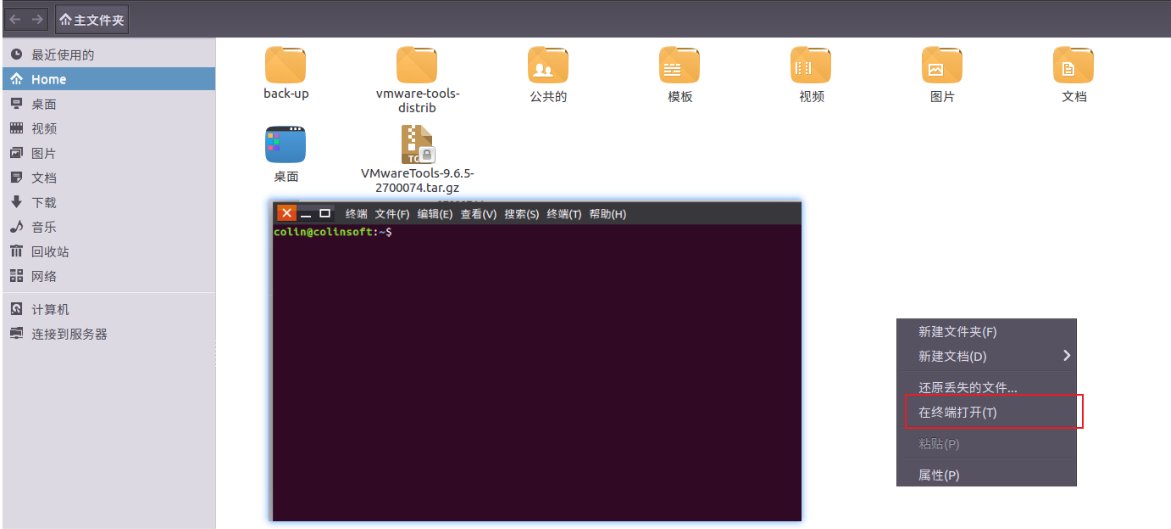 主文件夹
最近使用的
Home
桌面
视频
图片
文档
下载
音乐
回收站
网络
计算机
连接到服务器
back-up
vmware-tools-
distrib
公共的
模板
视频
图片
文档
桌面
VMwareTools-9.6.5-
2700074.tar.gz
终端 文件(F) 编辑(E) 查看(V) 搜索(S) 终端(T) 帮助(H)
colin@colinsoft:~$
新建文件夹(F)
新建文档(D)
还原丢失的文件...
在终端打开(T)
粘贴(P)
属性(P)